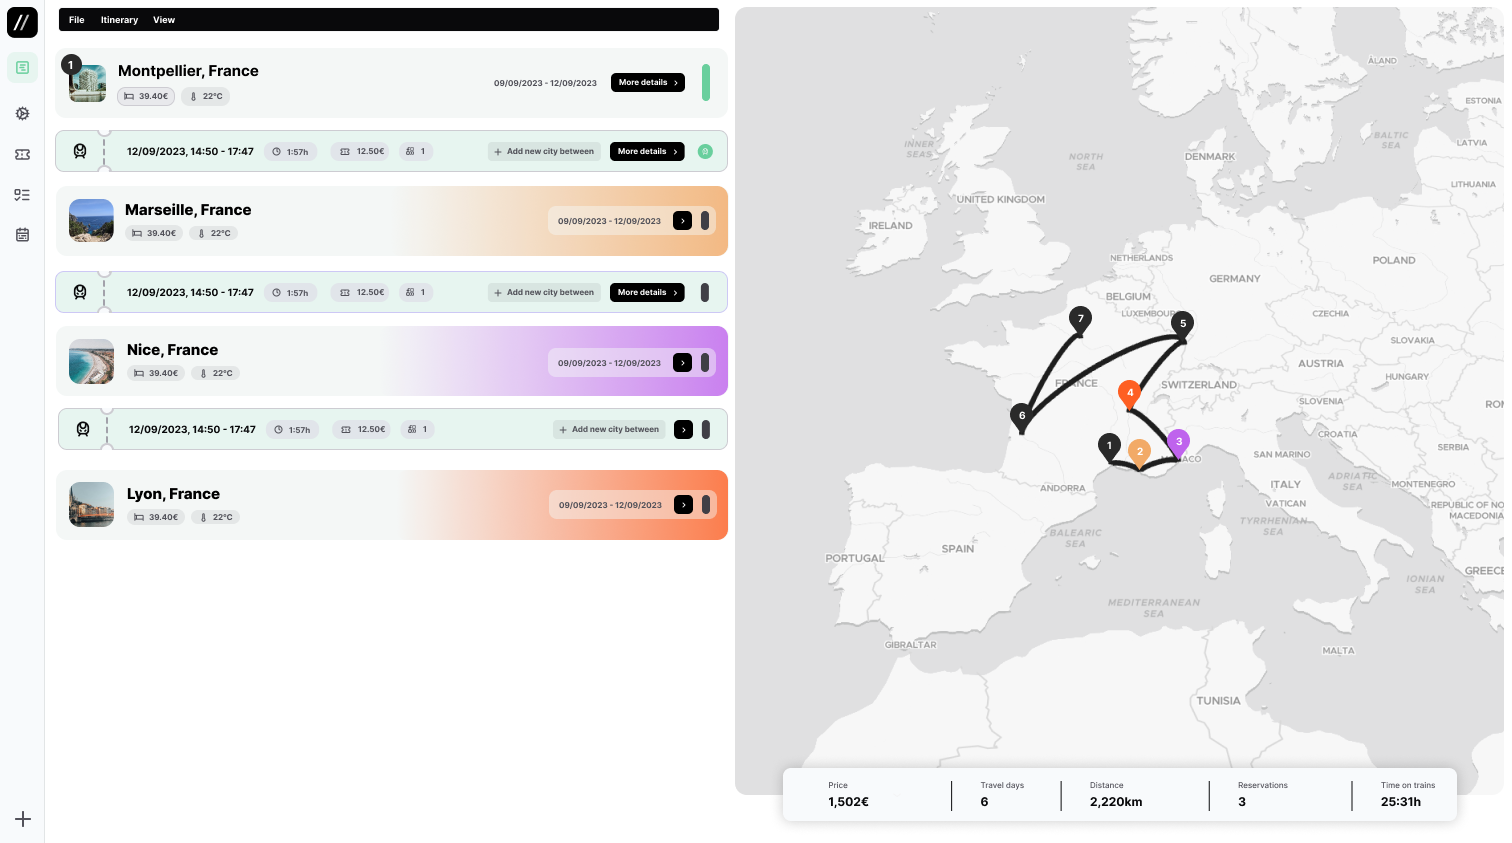 //
File Itinerary View
1
Montpellier, France
39.40€ 22°C
09/09/2023 - 12/09/2023 More details
12/09/2023, 14:50 - 17:47 1:57h 12.50€ 1 Add new city between More details
Marseille, France
39.40€ 22°C
09/09/2023 - 12/09/2023
12/09/2023, 14:50 - 17:47 1:57h 12.50€ 1 Add new city between More details
Nice, France
39.40€ 22°C
09/09/2023 - 12/09/2023
12/09/2023, 14:50 - 17:47 1:57h 12.50€ 1 Add new city between
Lyon, France
39.40€ 22°C
09/09/2023 - 12/09/2023
ÅLAND
ESTONIA
INNER
SEAS
NORTH
SEA
DENMARK
BALTIC
SEA
LATVIA
LITHUANIA
UNITED KINGDOM
IRELAND
NETHERLANDS
POLAND
GERMANY
BELGIUM
LUXEMBOURG
CZECHIA
7
5
SLOVAKIA
AUSTRIA
HUNGARY
FRANCE
SWITZERLAND
4
SLOVENIA
ROM
6
CROATIA
SERBIA
1
2
3
SAN MARINO
ANDORRA
ITALY
ADRIATIC
SEA
MONTENEGRO
VATICAN
REPUBLIC OF NO
MACEDONIA
TYRRHENIAN
SEA
BALEARIC
SEA
SPAIN
PORTUGAL
GREECE
IONIAN
SEA
MEDITERRANEAN
SEA
GIBRALTAR
MALTA
TUNISIA
Price
1,502€
Travel days
6
Distance
2,220km
Reservations
3
Time on trains
25:31h